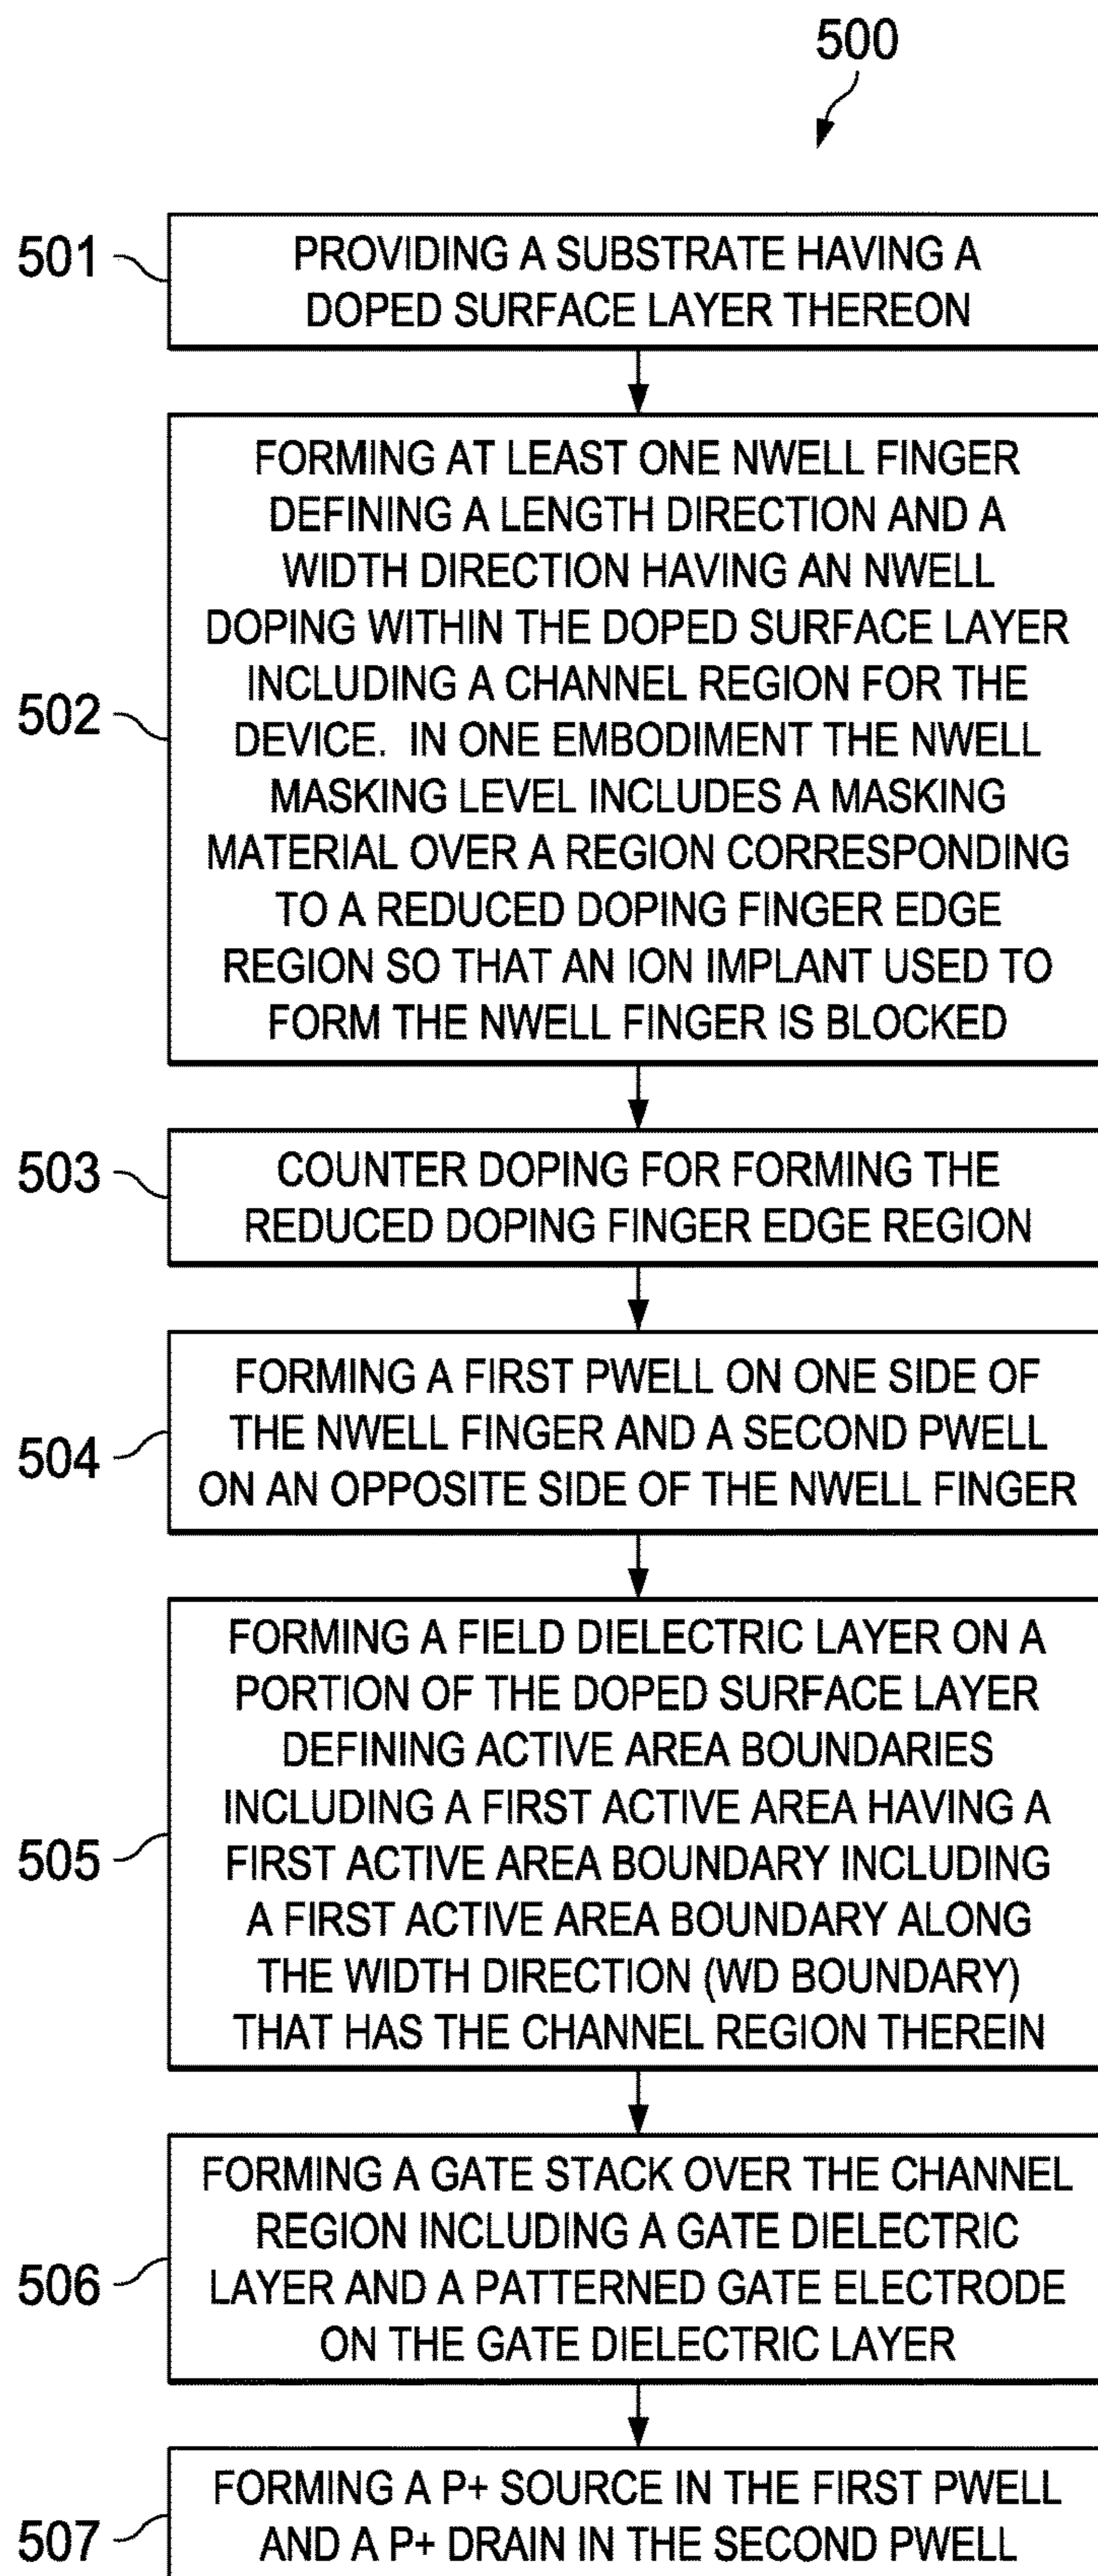 500
501
PROVIDING A SUBSTRATE HAVING A
DOPED SURFACE LAYER THEREON
502
FORMING AT LEAST ONE NWELL FINGER
DEFINING A LENGTH DIRECTION AND A
WIDTH DIRECTION HAVING AN NWELL
DOPING WITHIN THE DOPED SURFACE LAYER
INCLUDING A CHANNEL REGION FOR THE
DEVICE. IN ONE EMBODIMENT THE NWELL
MASKING LEVEL INCLUDES A MASKING
MATERIAL OVER A REGION CORRESPONDING
TO A REDUCED DOPING FINGER EDGE
REGION SO THAT AN ION IMPLANT USED TO
FORM THE NWELL FINGER IS BLOCKED
503
COUNTER DOPING FOR FORMING THE
REDUCED DOPING FINGER EDGE REGION
504
FORMING A FIRST PWELL ON ONE SIDE OF
THE NWELL FINGER AND A SECOND PWELL
ON AN OPPOSITE SIDE OF THE NWELL FINGER
505
FORMING A FIELD DIELECTRIC LAYER ON A
PORTION OF THE DOPED SURFACE LAYER
DEFINING ACTIVE AREA BOUNDARIES
INCLUDING A FIRST ACTIVE AREA HAVING A
FIRST ACTIVE AREA BOUNDARY INCLUDING
A FIRST ACTIVE AREA BOUNDARY ALONG
THE WIDTH DIRECTION (WD BOUNDARY)
THAT HAS THE CHANNEL REGION THEREIN
506
FORMING A GATE STACK OVER THE CHANNEL
REGION INCLUDING A GATE DIELECTRIC
LAYER AND A PATTERNED GATE ELECTRODE
ON THE GATE DIELECTRIC LAYER
507
FORMING A P+ SOURCE IN THE FIRST PWELL
AND A P+ DRAIN IN THE SECOND PWELL